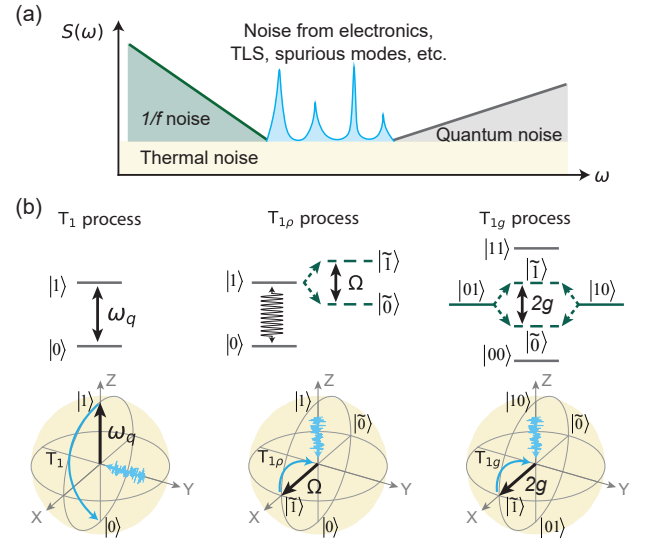 (a)
S(ω)
Noise from electronics,
TLS, spurious modes, etc.
1/f noise
Quantum noise
Thermal noise
ω
(b)
T₁ process
T₁ρ process
T₁g process
|1⟩
ωq
|0⟩
|1⟩
|0⟩
|1̃⟩
Ω
|0̃⟩
|11⟩
|1̃⟩
|01⟩
2g
|10⟩
|0̃⟩
|00⟩
Z
|1⟩
ωq
T₁
X
Y
|0⟩
Z
|1⟩
|0̃⟩
T₁ρ
Ω
X
|1̃⟩
Y
|0⟩
Z
|10⟩
|0̃⟩
T₁g
2g
X
|1̃⟩
Y
|01⟩